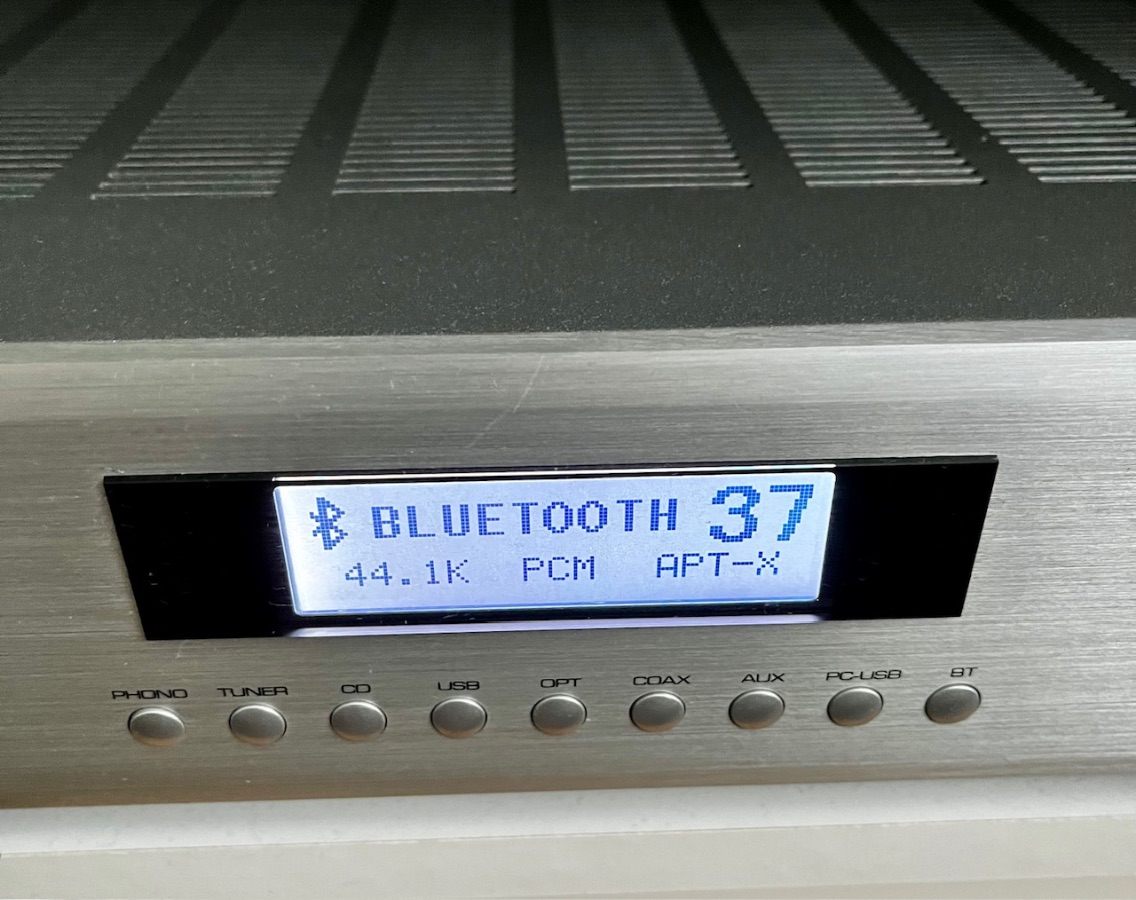 BLUETOOTH 37
44.1K PCM APT-X
PHONO TUNER CD USB OPT COAX AUX PC-USB BT